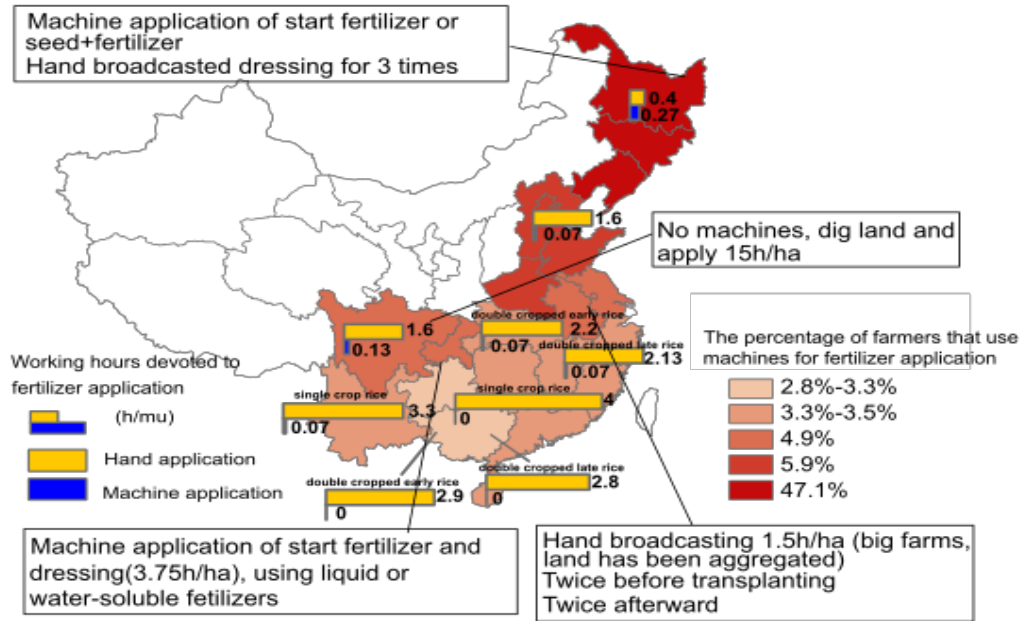 Machine application of start fertilizer or
seed+fertilizer
Hand broadcasted dressing for 3 times
0.4
0.27
1.6
0.07
No machines, dig land and
apply 15h/ha
double cropped early rice
2.2
0.07
double cropped late rice
2.13
0.07
1.6
0.13
single crop rice
3.3
0.07
single crop rice
4
0
double cropped early rice
2.9
0
double cropped late rice
2.8
0
Working hours devoted to
fertilizer application
(h/mu)
Hand application
Machine application
The percentage of farmers that use
machines for fertilizer application
2.8%-3.3%
3.3%-3.5%
4.9%
5.9%
47.1%
Machine application of start fertilizer and
dressing(3.75h/ha), using liquid or
water-soluble fetilizers
Hand broadcasting 1.5h/ha (big farms,
land has been aggregated)
Twice before transplanting
Twice afterward